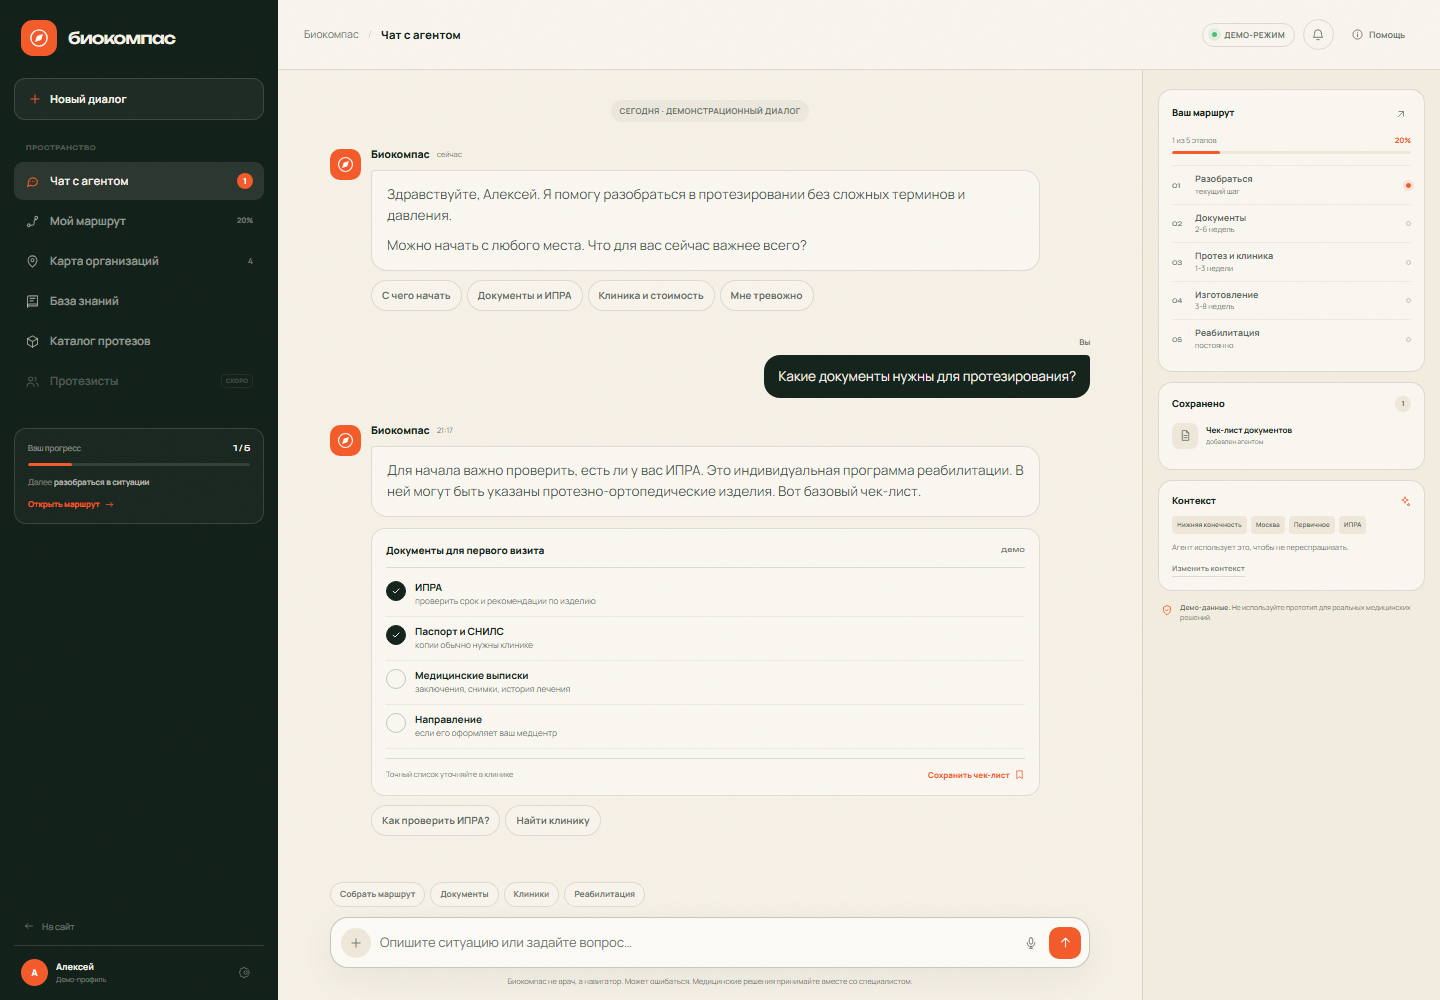 биокомпас
Новый диалог
ПРОСТРАНСТВО
Чат с агентом 1
Мой маршрут 20%
Карта организаций 4
База знаний
Каталог протезов
Протезисты СКОРО
Ваш прогресс 1/5
Далее разобраться в ситуации
Открыть маршрут →
← На сайт
А Алексей
Демо-профиль
Биокомпас / Чат с агентом
ДЕМО-РЕЖИМ
Помощь
СЕГОДНЯ · ДЕМОНСТРАЦИОННЫЙ ДИАЛОГ
Биокомпас сейчас
Здравствуйте, Алексей. Я помогу разобраться в протезировании без сложных терминов и
давления.
Можно начать с любого места. Что для вас сейчас важнее всего?
С чего начать Документы и ИПРА Клиника и стоимость Мне тревожно
Вы
Какие документы нужны для протезирования?
Биокомпас 21:17
Для начала важно проверить, есть ли у вас ИПРА. Это индивидуальная программа реабилитации. В
ней могут быть указаны протезно-ортопедические изделия. Вот базовый чек-лист.
Документы для первого визита демо
ИПРА
проверить срок и рекомендации по изделию
Паспорт и СНИЛС
копии обычно нужны клинике
Медицинские выписки
заключения, снимки, история лечения
Направление
если его оформляет ваш медцентр
Точный список уточняйте в клинике Сохранить чек-лист
Как проверить ИПРА? Найти клинику
Собрать маршрут Документы Клиники Реабилитация
Опишите ситуацию или задайте вопрос...
Биокомпас не врач, а навигатор. Может ошибаться. Медицинские решения принимайте вместе со специалистом.
Ваш маршрут
1 из 5 этапов 20%
01 Разобраться
текущий шаг
02 Документы
2-6 недель
03 Протез и клиника
1-3 недели
04 Изготовление
3-8 недель
05 Реабилитация
постоянно
Сохранено 1
Чек-лист документов
добавлен агентом
Контекст
Нижняя конечность Москва Первичное ИПРА
Агент использует это, чтобы не переспрашивать.
Изменить контекст
Демо-данные. Не используйте прототип для реальных медицинских
решений.